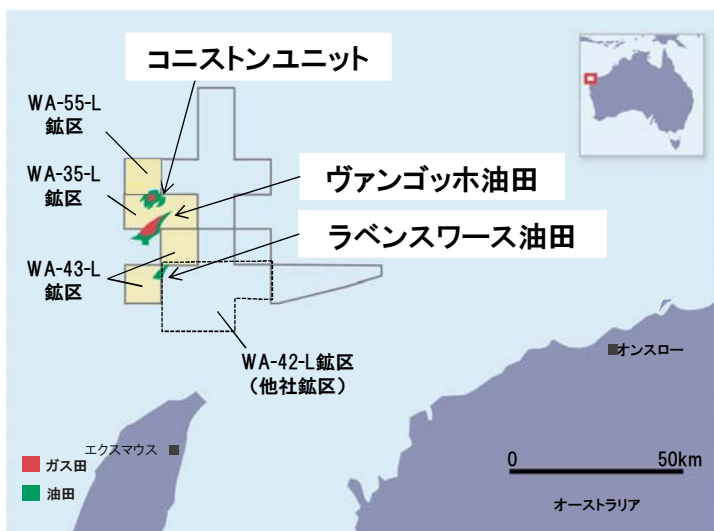 コニストンユニット
WA-55-L
鉱区
WA-35-L
鉱区
ヴァンゴッホ油田
ラベンスワース油田
WA-43-L
鉱区
WA-42-L鉱区
(他社鉱区)
オンスロー
エクスマウス
ガス田
油田
0 50km
オーストラリア